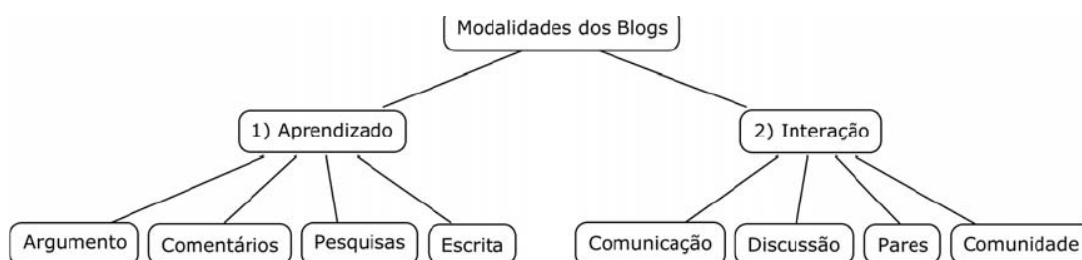 Modalidades dos Blogs
1) Aprendizado
2) Interação
Argumento
Comentários
Pesquisas
Escrita
Comunicação
Discussão
Pares
Comunidade